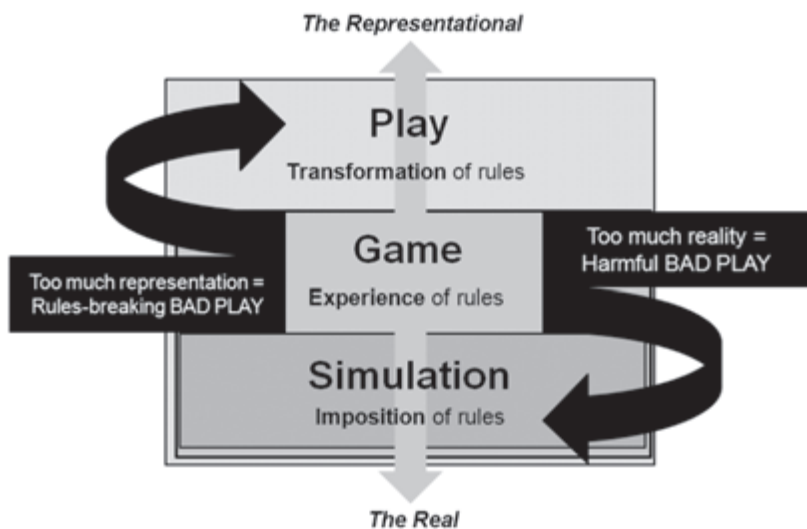 The Representational
Play
Transformation of rules
Game
Experience of rules
Too much reality =
Harmful BAD PLAY
Too much representation =
Rules-breaking BAD PLAY
Simulation
Imposition of rules
The Real